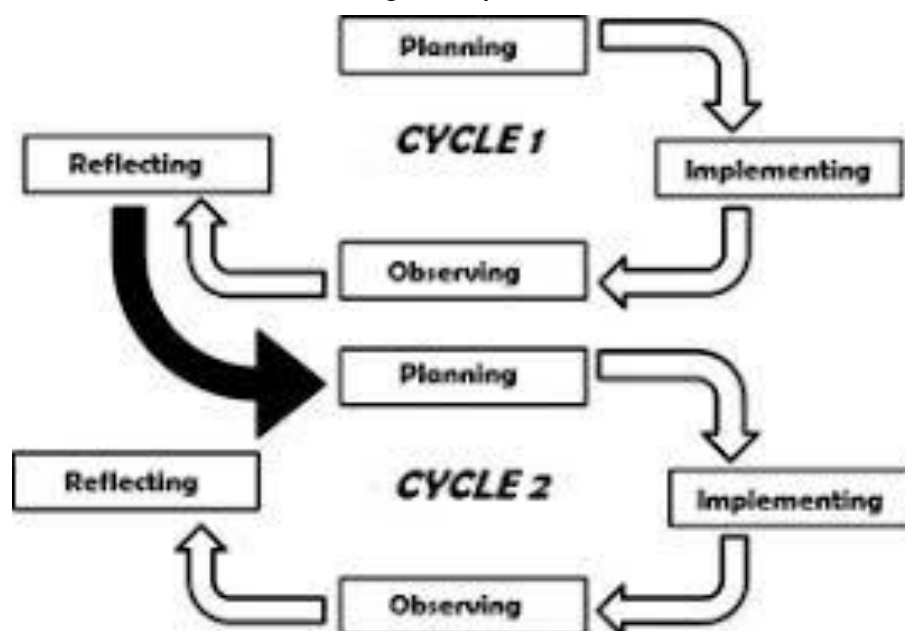 Planning
CYCLE 1
Reflecting
Implementing
Observing
Planning
CYCLE 2
Reflecting
Implementing
Observing